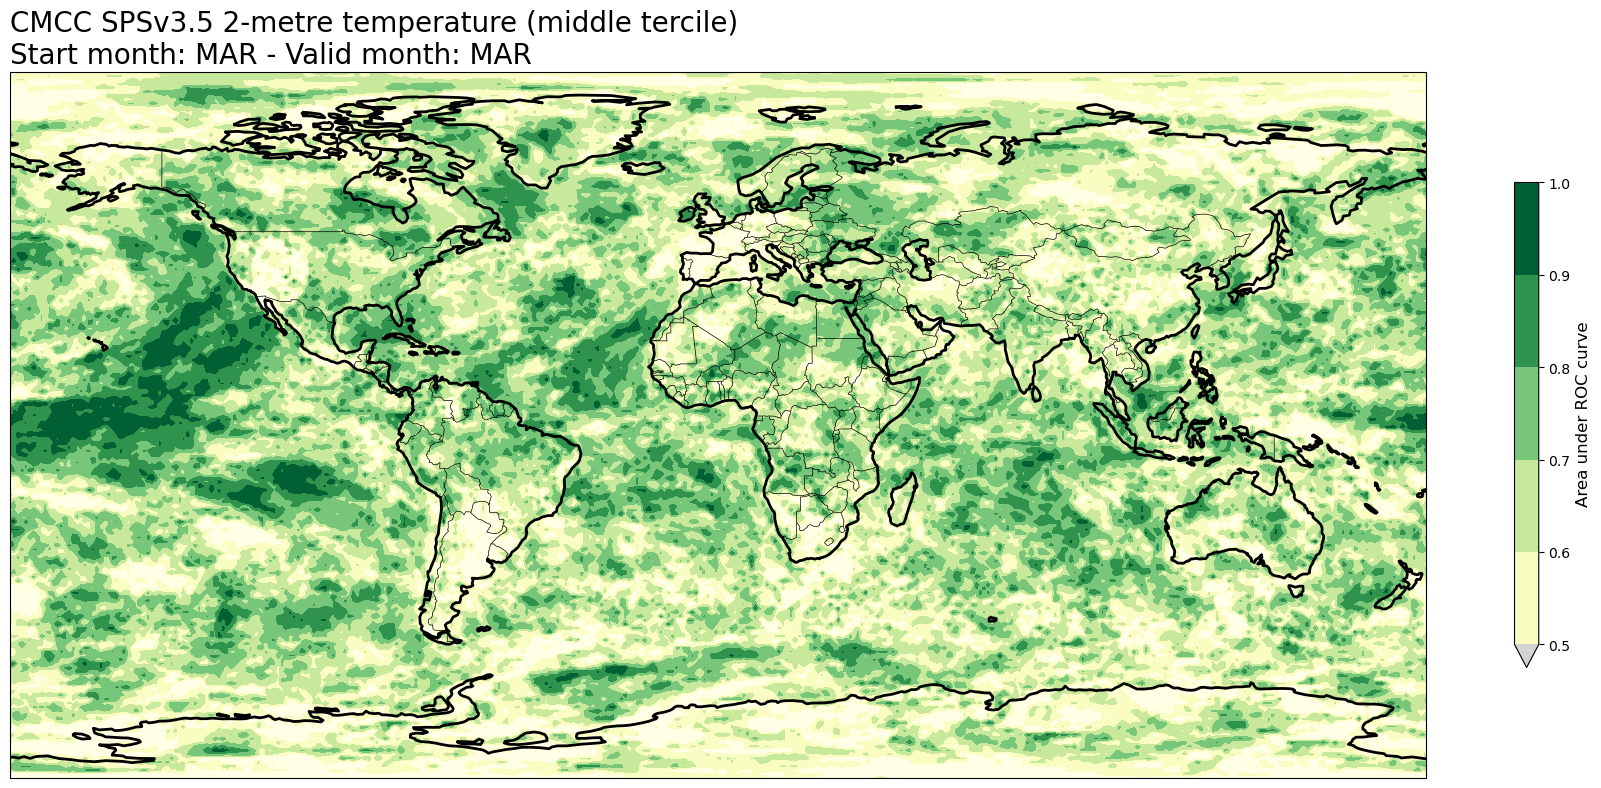 CMCC SPSv3.5 2-metre temperature (middle tercile)
Start month: MAR - Valid month: MAR
1.0
0.9
0.8
0.7
0.6
0.5
Area under ROC curve